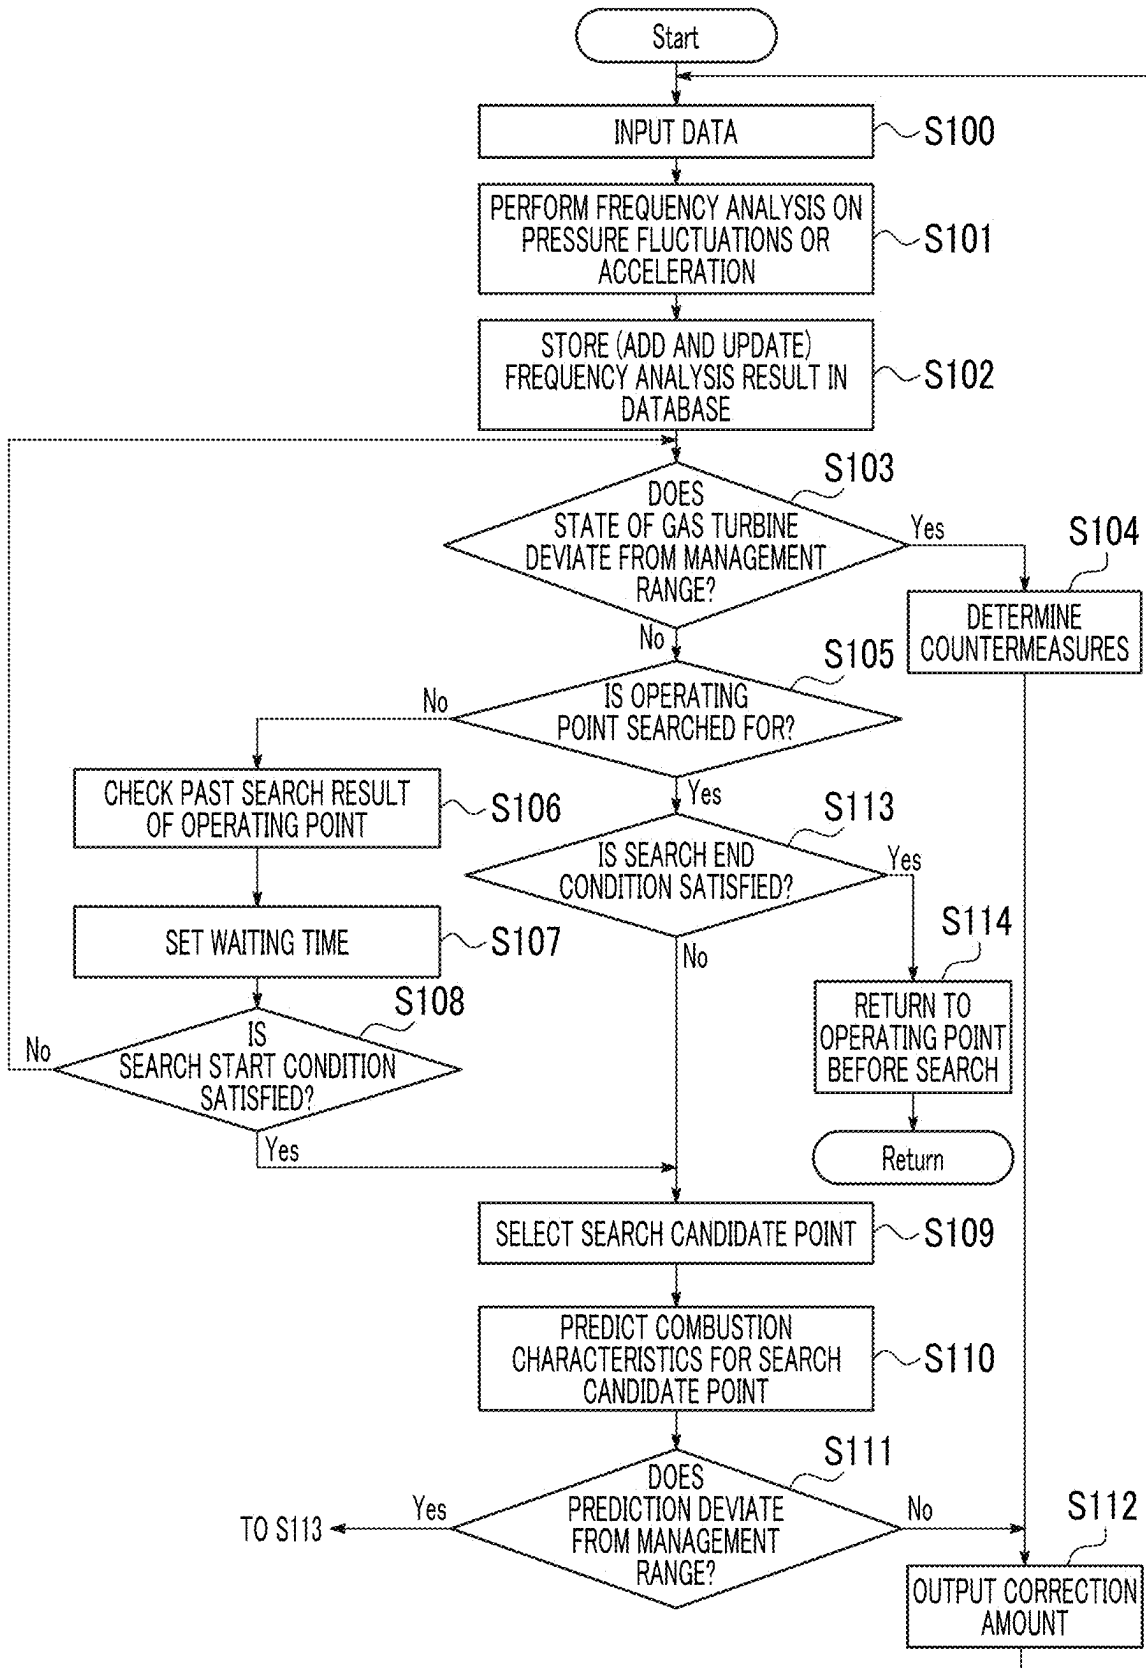 Start
INPUT DATA
S100
PERFORM FREQUENCY ANALYSIS ON
PRESSURE FLUCTUATIONS OR
ACCELERATION
S101
STORE (ADD AND UPDATE)
FREQUENCY ANALYSIS RESULT IN
DATABASE
S102
S103
DOES
STATE OF GAS TURBINE
DEVIATE FROM MANAGEMENT
RANGE?
Yes
No
S104
DETERMINE
COUNTERMEASURES
S105
IS OPERATING
POINT SEARCHED FOR?
No
Yes
CHECK PAST SEARCH RESULT
OF OPERATING POINT
S106
S113
IS SEARCH END
CONDITION SATISFIED?
Yes
No
SET WAITING TIME
S107
S114
RETURN TO
OPERATING POINT
BEFORE SEARCH
Return
S108
IS
SEARCH START CONDITION
SATISFIED?
No
Yes
SELECT SEARCH CANDIDATE POINT
S109
PREDICT COMBUSTION
CHARACTERISTICS FOR SEARCH
CANDIDATE POINT
S110
S111
DOES
PREDICTION DEVIATE
FROM MANAGEMENT
RANGE?
Yes
TO S113
No
S112
OUTPUT CORRECTION
AMOUNT